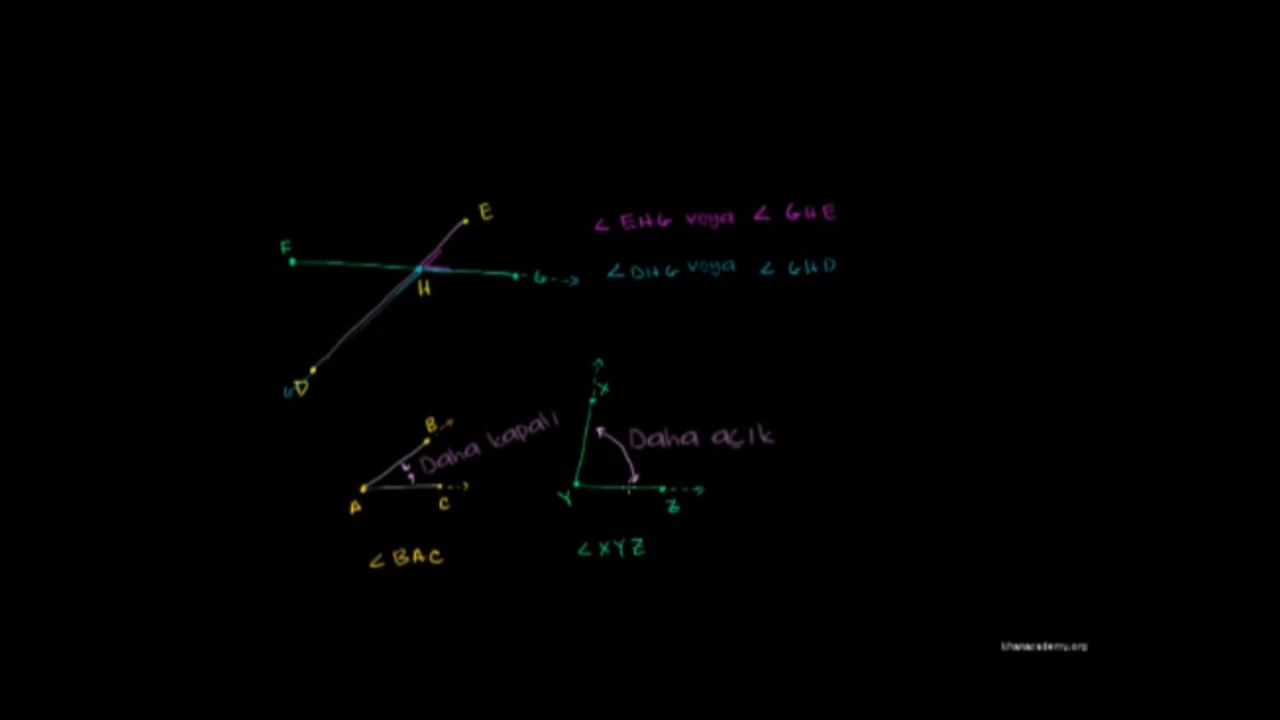 E
F
∠ EHG veya ∠ GHE
G
∠DHG veya ∠ GHD
H
D
X
B
Daha kapalı
Daha açık
A
C
Y
Z
∠BAC
∠XYZ
khanacademy.org